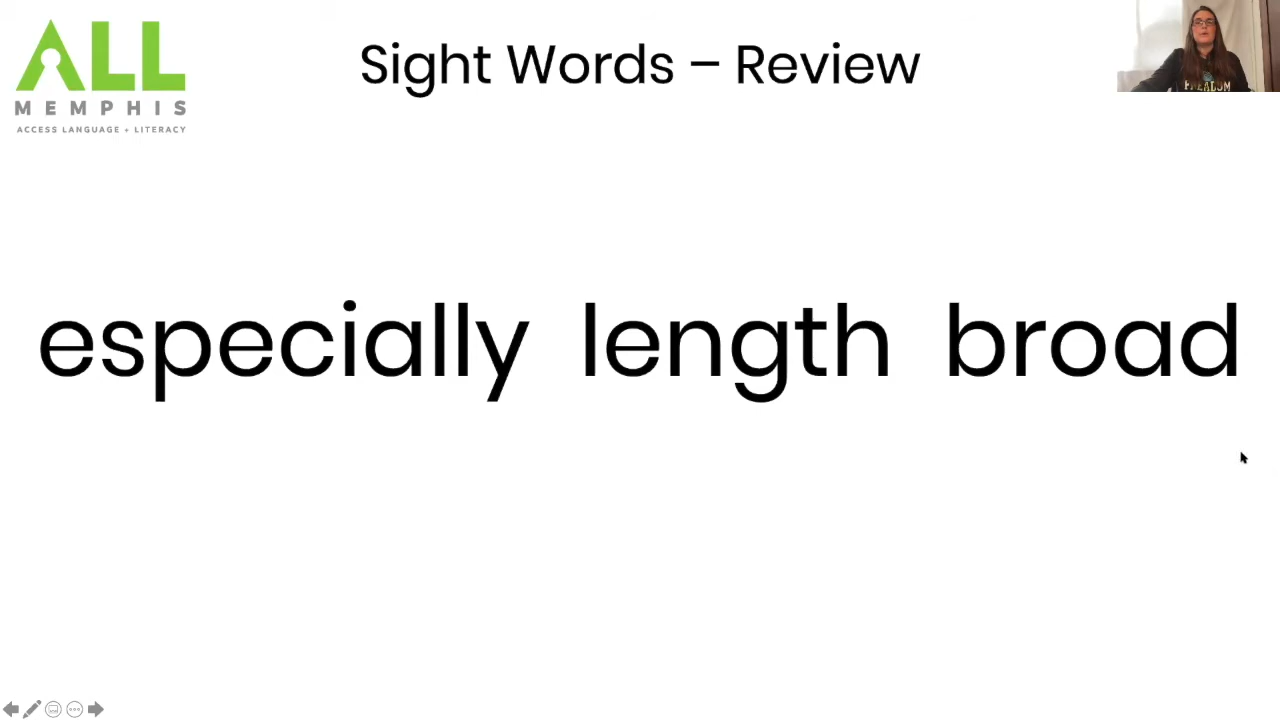 ALL
MEMPHIS
ACCESS LANGUAGE + LITERACY
Sight Words – Review
especially length broad